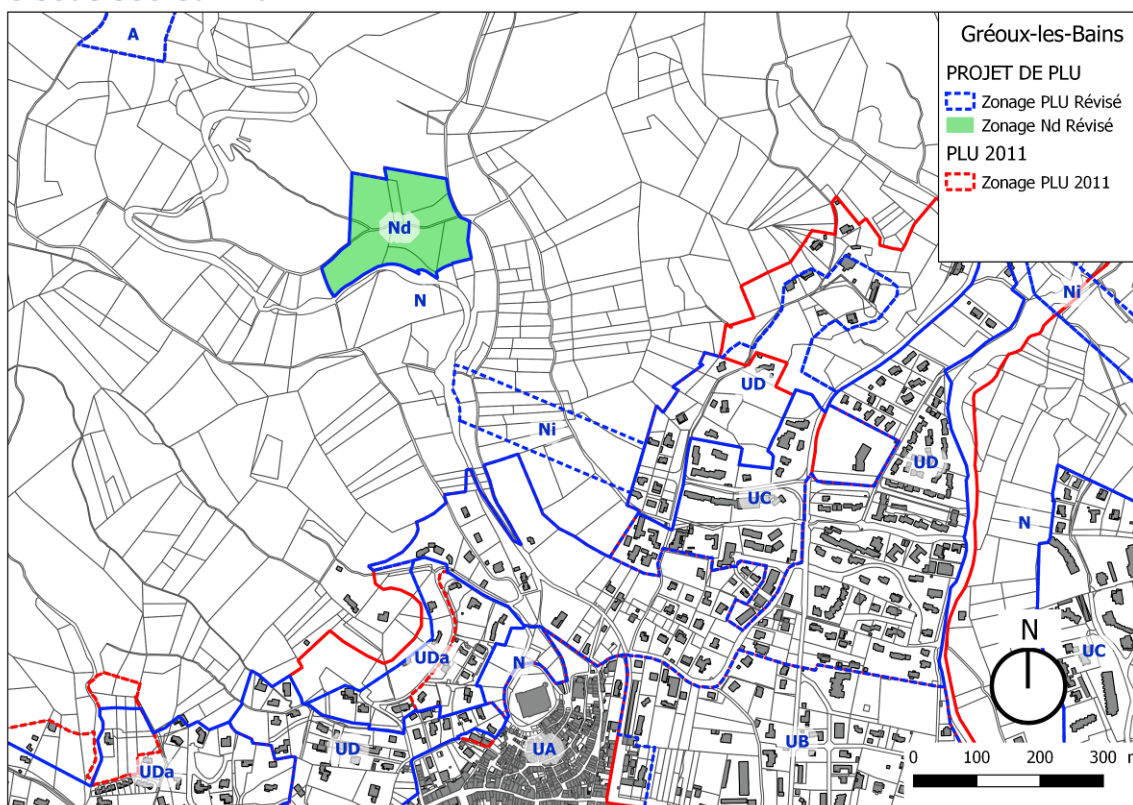 Gréoux-les-Bains
PROJET DE PLU
Zonage PLU Révisé
Zonage Nd Révisé
PLU 2011
Zonage PLU 2011
A
Nd
N
Ni
Ni
UD
UD
UC
N
UDa
N
UC
UD
UA
UB
UDa
N
0 100 200 300 m